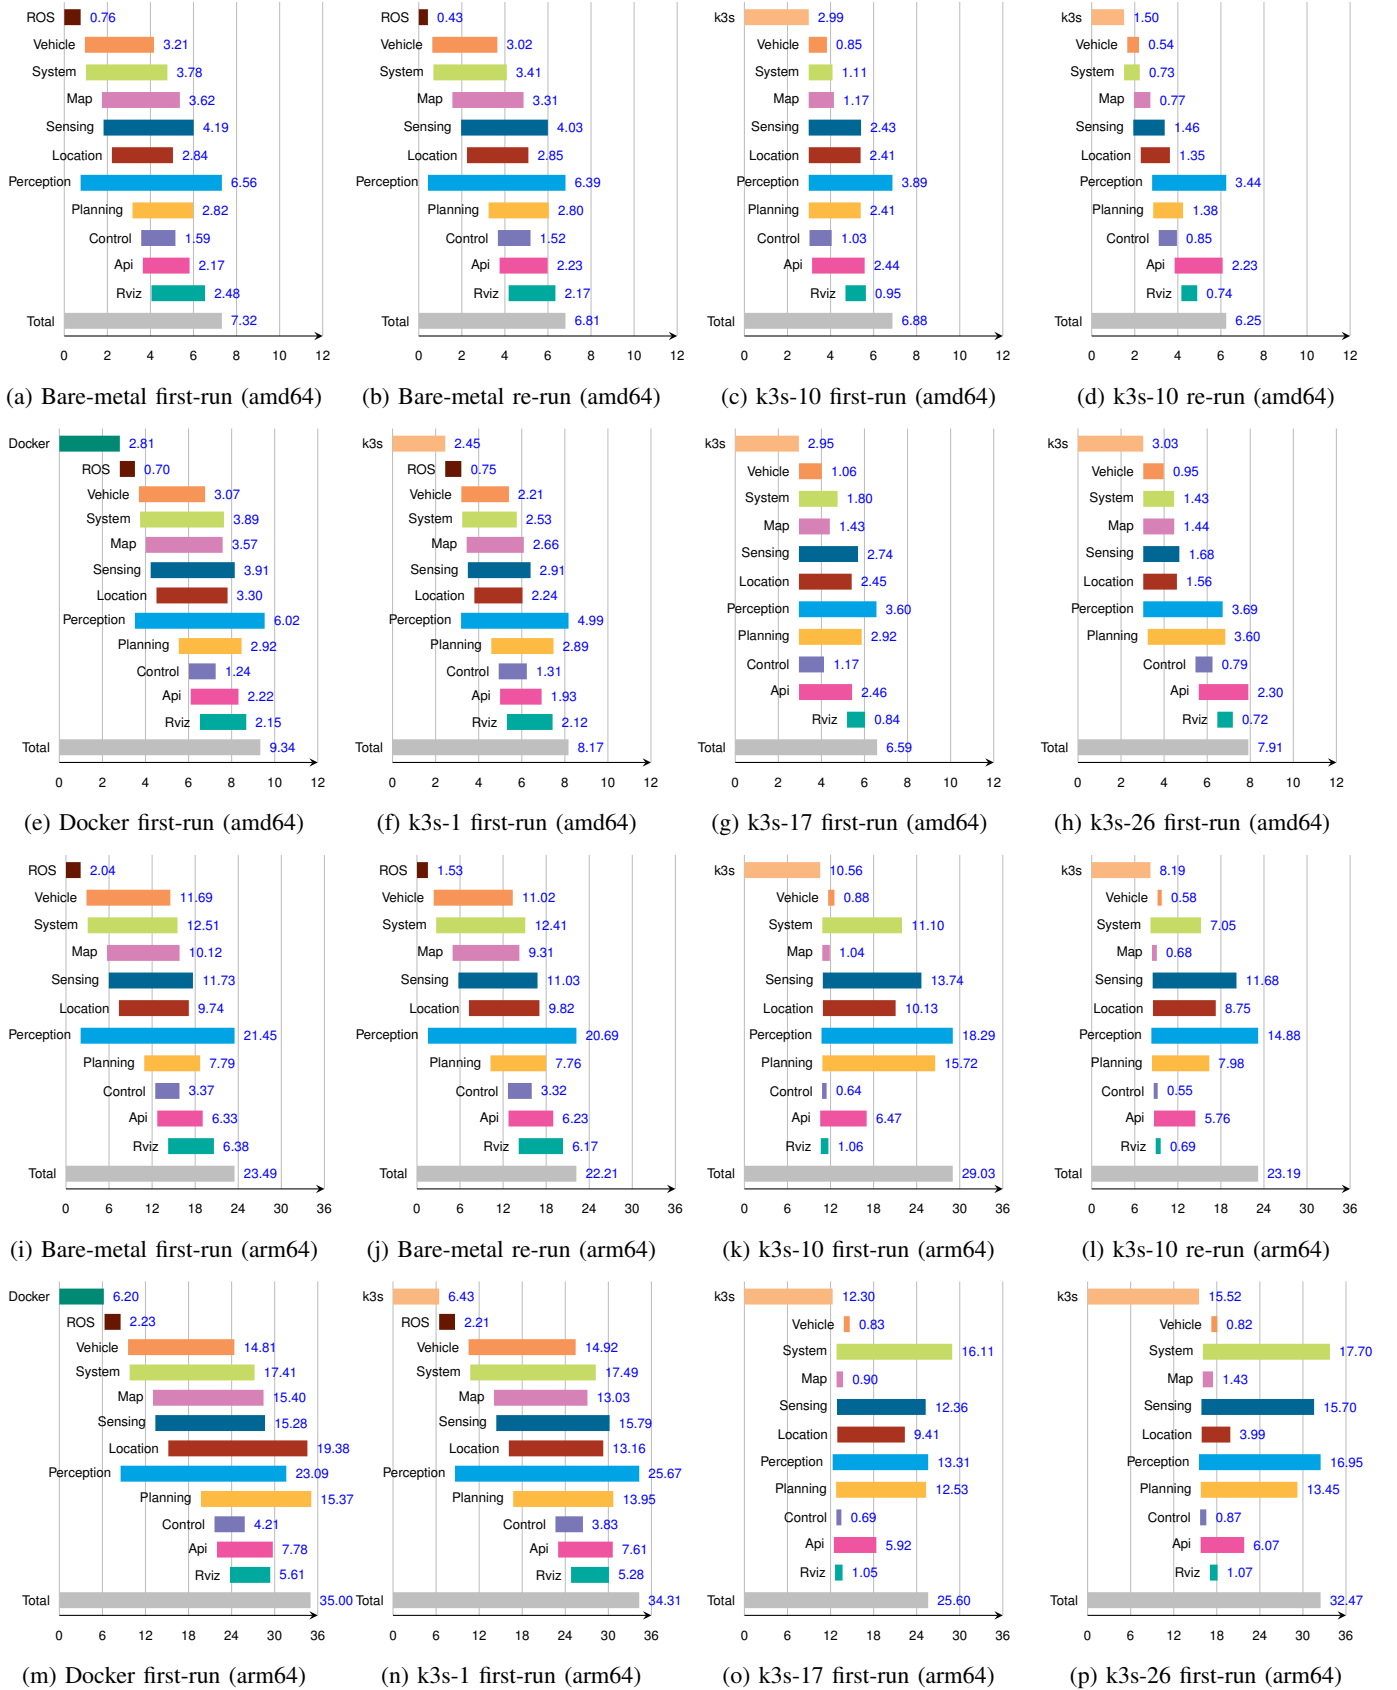 ROS 0.76
Vehicle 3.21
System 3.78
Map 3.62
Sensing 4.19
Location 2.84
Perception 6.56
Planning 2.82
Control 1.59
Api 2.17
Rviz 2.48
Total 7.32
0 2 4 6 8 10 12
(a) Bare-metal first-run (amd64)
ROS 0.43
Vehicle 3.02
System 3.41
Map 3.31
Sensing 4.03
Location 2.85
Perception 6.39
Planning 2.80
Control 1.52
Api 2.23
Rviz 2.17
Total 6.81
0 2 4 6 8 10 12
(b) Bare-metal re-run (amd64)
k3s 2.99
Vehicle 0.85
System 1.11
Map 1.17
Sensing 2.43
Location 2.41
Perception 3.89
Planning 2.41
Control 1.03
Api 2.44
Rviz 0.95
Total 6.88
0 2 4 6 8 10 12
(c) k3s-10 first-run (amd64)
k3s 1.50
Vehicle 0.54
System 0.73
Map 0.77
Sensing 1.46
Location 1.35
Perception 3.44
Planning 1.38
Control 0.85
Api 2.23
Rviz 0.74
Total 6.25
0 2 4 6 8 10 12
(d) k3s-10 re-run (amd64)
Docker 2.81
ROS 0.70
Vehicle 3.07
System 3.89
Map 3.57
Sensing 3.91
Location 3.30
Perception 6.02
Planning 2.92
Control 1.24
Api 2.22
Rviz 2.15
Total 9.34
0 2 4 6 8 10 12
(e) Docker first-run (amd64)
k3s 2.45
ROS 0.75
Vehicle 2.21
System 2.53
Map 2.66
Sensing 2.91
Location 2.24
Perception 4.99
Planning 2.89
Control 1.31
Api 1.93
Rviz 2.12
Total 8.17
0 2 4 6 8 10 12
(f) k3s-1 first-run (amd64)
k3s 2.95
Vehicle 1.06
System 1.80
Map 1.43
Sensing 2.74
Location 2.45
Perception 3.60
Planning 2.92
Control 1.17
Api 2.46
Rviz 0.84
Total 6.59
0 2 4 6 8 10 12
(g) k3s-17 first-run (amd64)
k3s 3.03
Vehicle 0.95
System 1.43
Map 1.44
Sensing 1.68
Location 1.56
Perception 3.69
Planning 3.60
Control 0.79
Api 2.30
Rviz 0.72
Total 7.91
0 2 4 6 8 10 12
(h) k3s-26 first-run (amd64)
ROS 2.04
Vehicle 11.69
System 12.51
Map 10.12
Sensing 11.73
Location 9.74
Perception 21.45
Planning 7.79
Control 3.37
Api 6.33
Rviz 6.38
Total 23.49
0 6 12 18 24 30 36
(i) Bare-metal first-run (arm64)
ROS 1.53
Vehicle 11.02
System 12.41
Map 9.31
Sensing 11.03
Location 9.82
Perception 20.69
Planning 7.76
Control 3.32
Api 6.23
Rviz 6.17
Total 22.21
0 6 12 18 24 30 36
(j) Bare-metal re-run (arm64)
k3s 10.56
Vehicle 0.88
System 11.10
Map 1.04
Sensing 13.74
Location 10.13
Perception 18.29
Planning 15.72
Control 0.64
Api 6.47
Rviz 1.06
Total 29.03
0 6 12 18 24 30 36
(k) k3s-10 first-run (arm64)
k3s 8.19
Vehicle 0.58
System 7.05
Map 0.68
Sensing 11.68
Location 8.75
Perception 14.88
Planning 7.98
Control 0.55
Api 5.76
Rviz 0.69
Total 23.19
0 6 12 18 24 30 36
(l) k3s-10 re-run (arm64)
Docker 6.20
ROS 2.23
Vehicle 14.81
System 17.41
Map 15.40
Sensing 15.28
Location 19.38
Perception 23.09
Planning 15.37
Control 4.21
Api 7.78
Rviz 5.61
Total 35.00
0 6 12 18 24 30 36
(m) Docker first-run (arm64)
k3s 6.43
ROS 2.21
Vehicle 14.92
System 17.49
Map 13.03
Sensing 15.79
Location 13.16
Perception 25.67
Planning 13.95
Control 3.83
Api 7.61
Rviz 5.28
Total 34.31
0 6 12 18 24 30 36
(n) k3s-1 first-run (arm64)
k3s 12.30
Vehicle 0.83
System 16.11
Map 0.90
Sensing 12.36
Location 9.41
Perception 13.31
Planning 12.53
Control 0.69
Api 5.92
Rviz 1.05
Total 25.60
0 6 12 18 24 30 36
(o) k3s-17 first-run (arm64)
k3s 15.52
Vehicle 0.82
System 17.70
Map 1.43
Sensing 15.70
Location 3.99
Perception 16.95
Planning 13.45
Control 0.87
Api 6.07
Rviz 1.07
Total 32.47
0 6 12 18 24 30 36
(p) k3s-26 first-run (arm64)